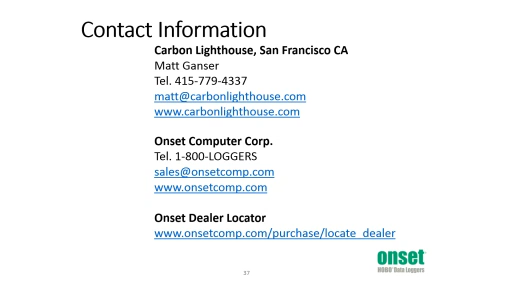 Contact Information
Carbon Lighthouse, San Francisco CA
Matt Ganser
Tel. 415-779-4337
matt@carbonlighthouse.com
www.carbonlighthouse.com
Onset Computer Corp.
Tel. 1-800-LOGGERS
sales@onsetcomp.com
www.onsetcomp.com
Onset Dealer Locator
www.onsetcomp.com/purchase/locate_dealer
onset
HOBO® Data Loggers
37